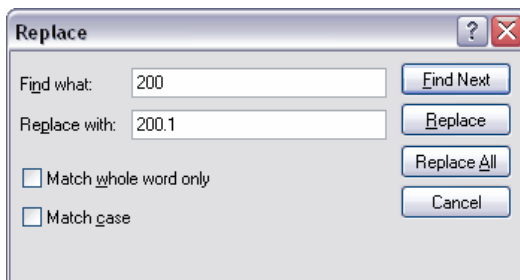 Replace
Find what: 200 Find Next
Replace with: 200.1 Replace
Replace All
Match whole word only
Cancel
Match case